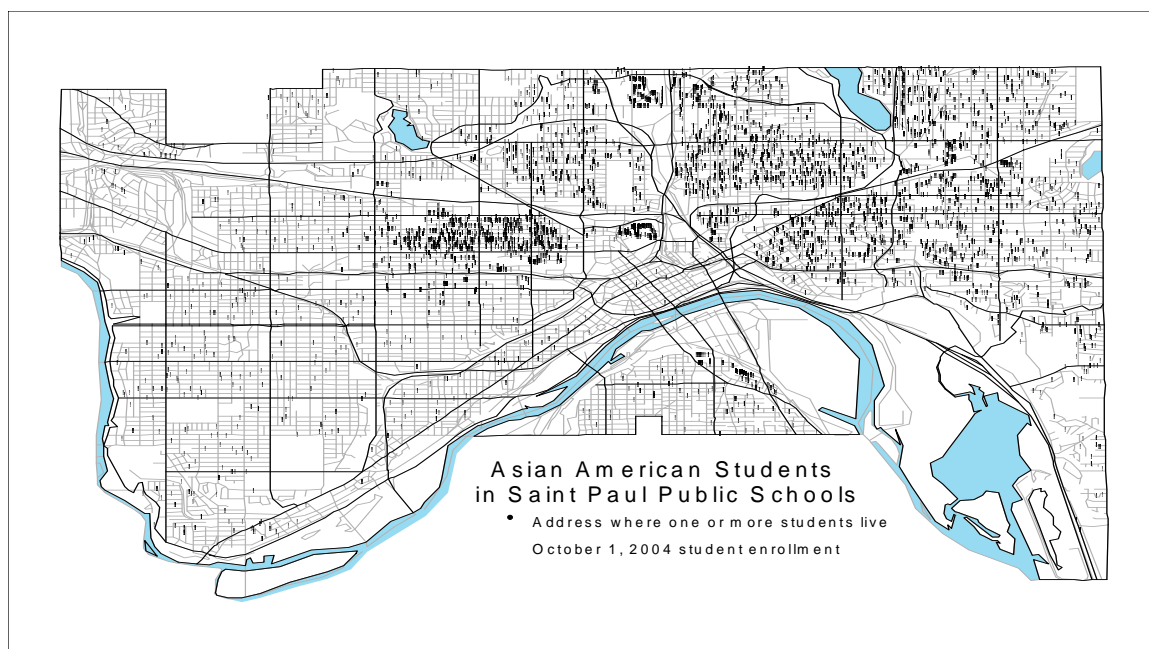 Asian American Students
in Saint Paul Public Schools
• Address where one or more students live
October 1, 2004 student enrollment